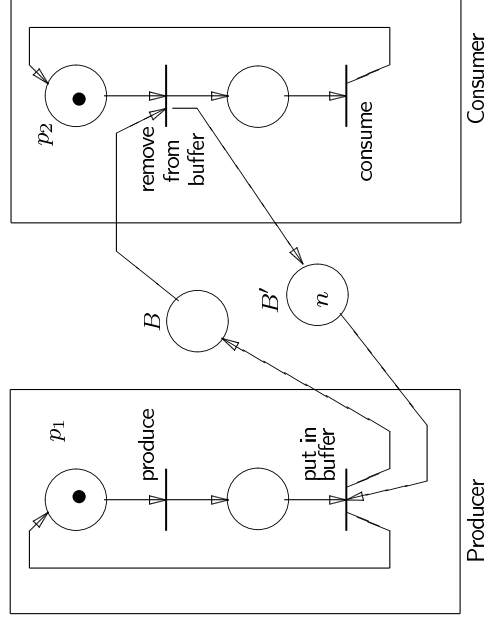 p₂
remove
from
buffer
consume
Consumer
B
B′
n
p₁
produce
put in
buffer
Producer